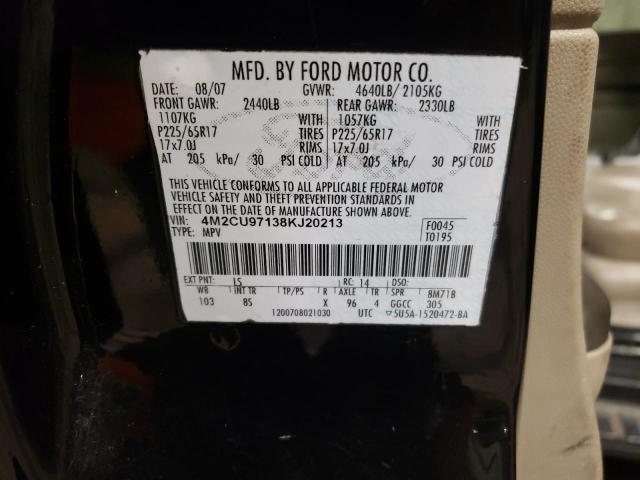 MFD. BY FORD MOTOR CO.
DATE: 08/07 GVWR: 4640LB/ 2105KG
FRONT GAWR: 2440LB REAR GAWR: 2330LB
1107KG WITH 1057KG WITH
P225/65R17 TIRES P225/65R17 TIRES
17x7.0J RIMS 17x7.0J RIMS
AT 205 kPa/ 30 PSI COLD AT 205 kPa/ 30 PSI COLD
THIS VEHICLE CONFORMS TO ALL APPLICABLE FEDERAL MOTOR
VEHICLE SAFETY AND THEFT PREVENTION STANDARDS IN
EFFECT ON THE DATE OF MANUFACTURE SHOWN ABOVE.
VIN: 4M2CU97138KJ20213 F0045
TYPE: MPV T0195
EXT PNT: RC: 14 DSO:
WB INT TR TP/PS R AXLE TR SPR 8M71B
103 85 X 96 4 GGCC 305
1200708021030 UTC ▽5U5A-1520472-BA